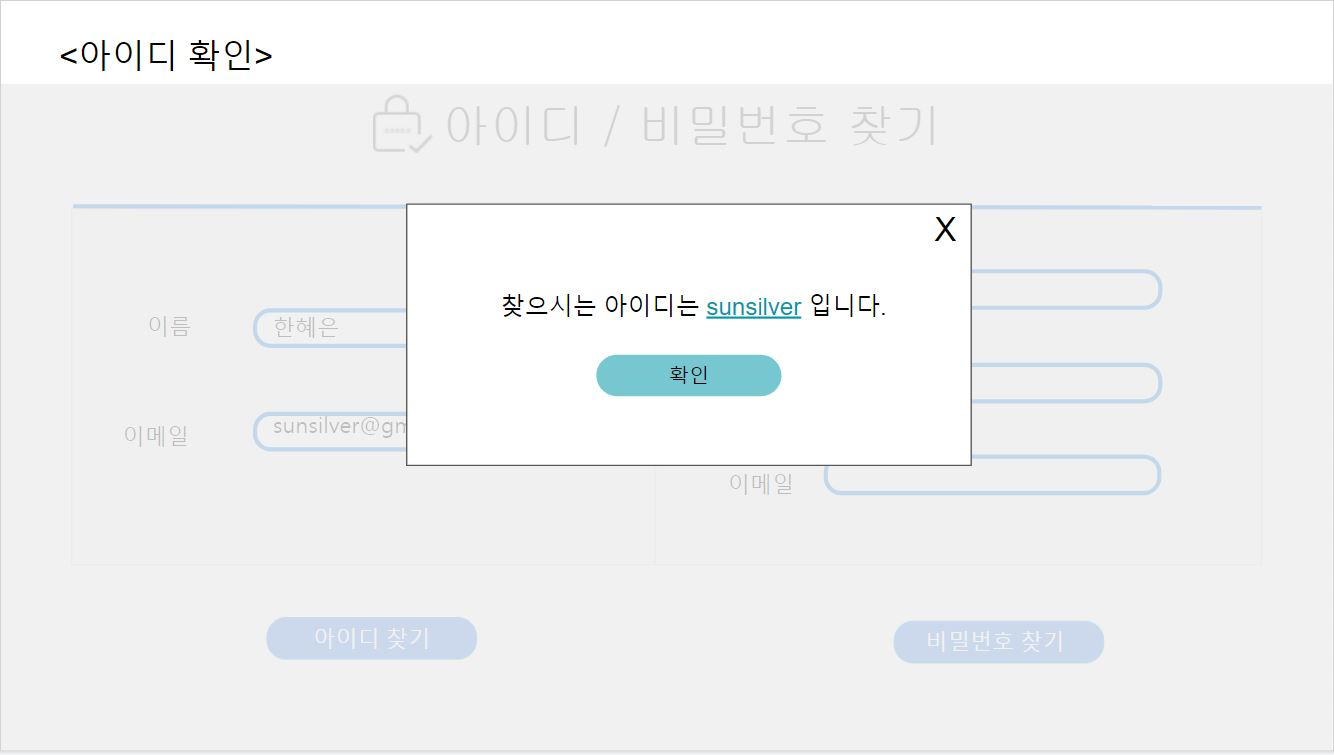 <아이디 확인>
아이디 / 비밀번호 찾기
X
찾으시는 아이디는 sunsilver 입니다.
확인
이름
한혜은
이메일
sunsilver@gm
이메일
아이디 찾기
비밀번호 찾기